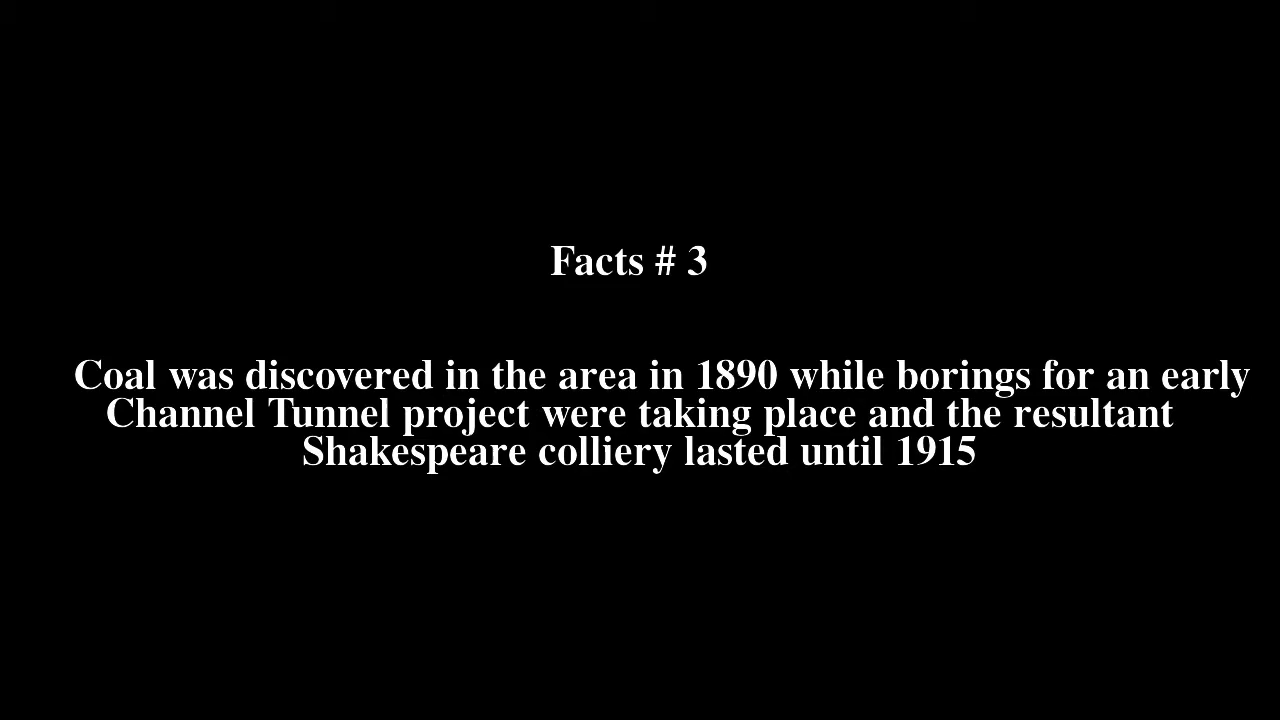 Facts # 3
Coal was discovered in the area in 1890 while borings for an early
Channel Tunnel project were taking place and the resultant
Shakespeare colliery lasted until 1915